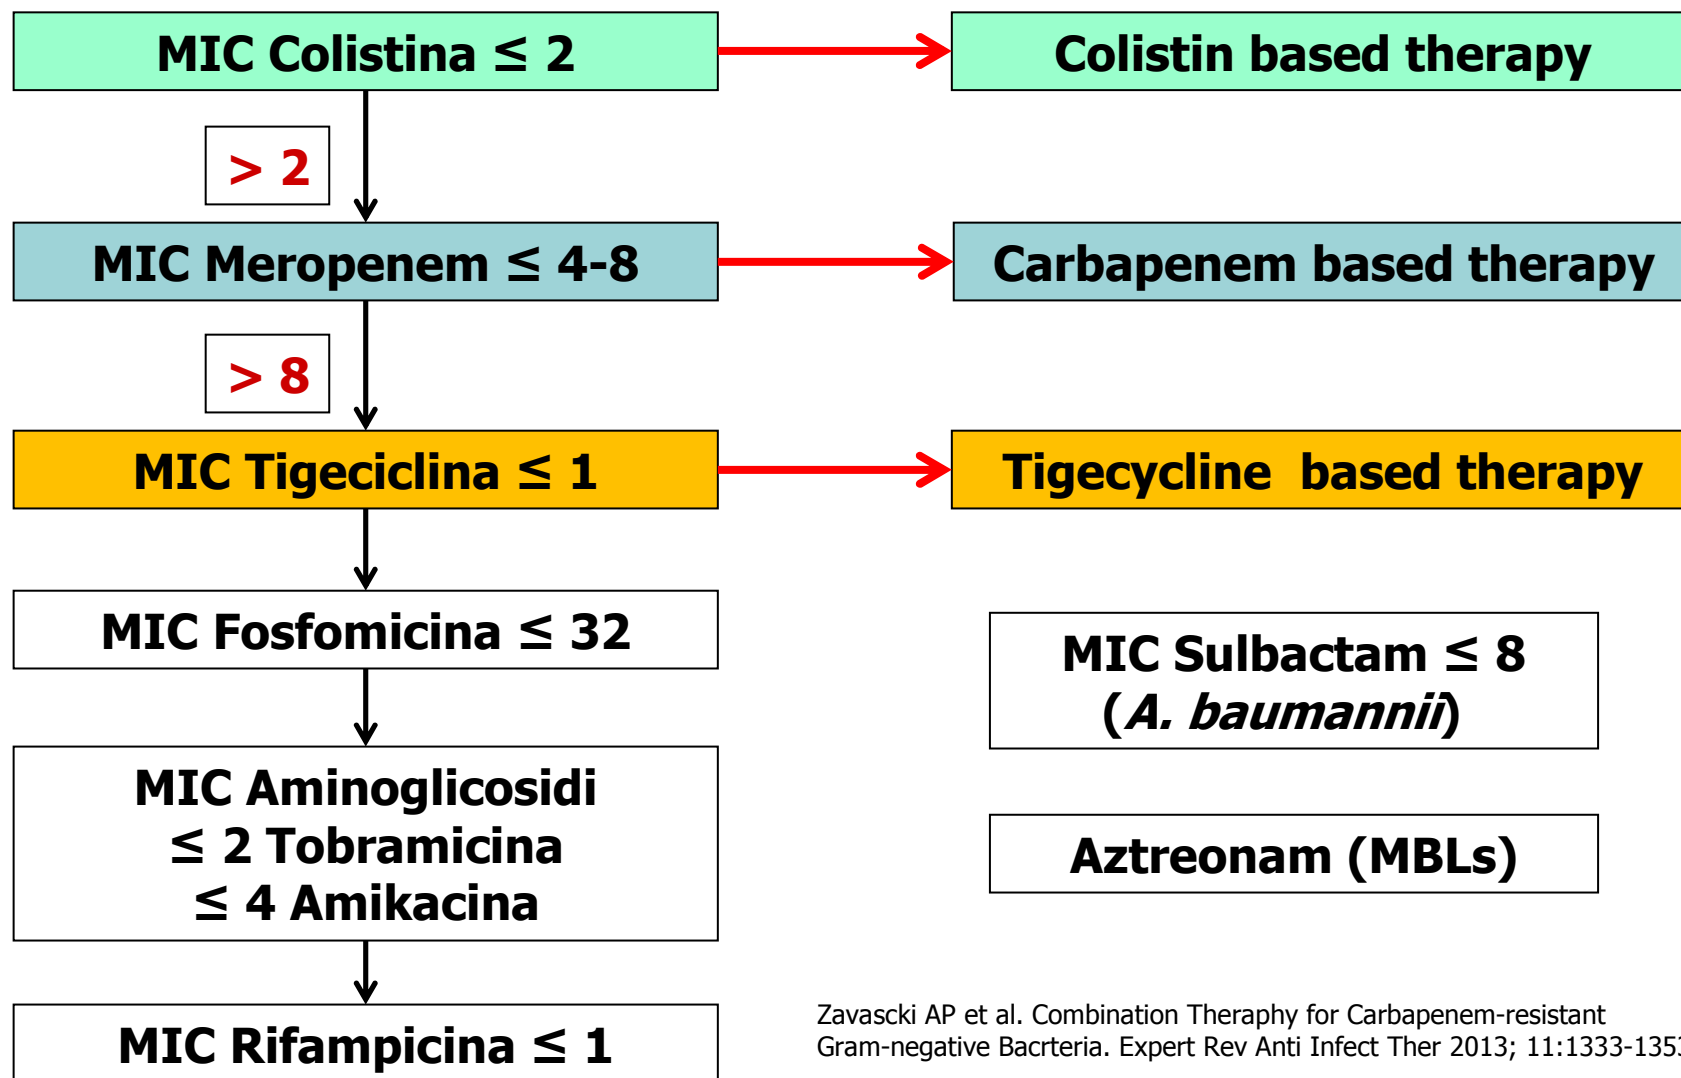 MIC Colistina ≤ 2
Colistin based therapy
> 2
MIC Meropenem ≤ 4-8
Carbapenem based therapy
> 8
MIC Tigeciclina ≤ 1
Tigecycline  based therapy
MIC Fosfomicina ≤ 32
MIC Sulbactam ≤ 8
(A. baumannii)
MIC Aminoglicosidi
≤ 2 Tobramicina
≤ 4 Amikacina
Aztreonam (MBLs)
MIC Rifampicina ≤ 1
Zavascki AP et al. Combination Theraphy for Carbapenem-resistant
Gram-negative Bacrteria. Expert Rev Anti Infect Ther 2013; 11:1333-1353